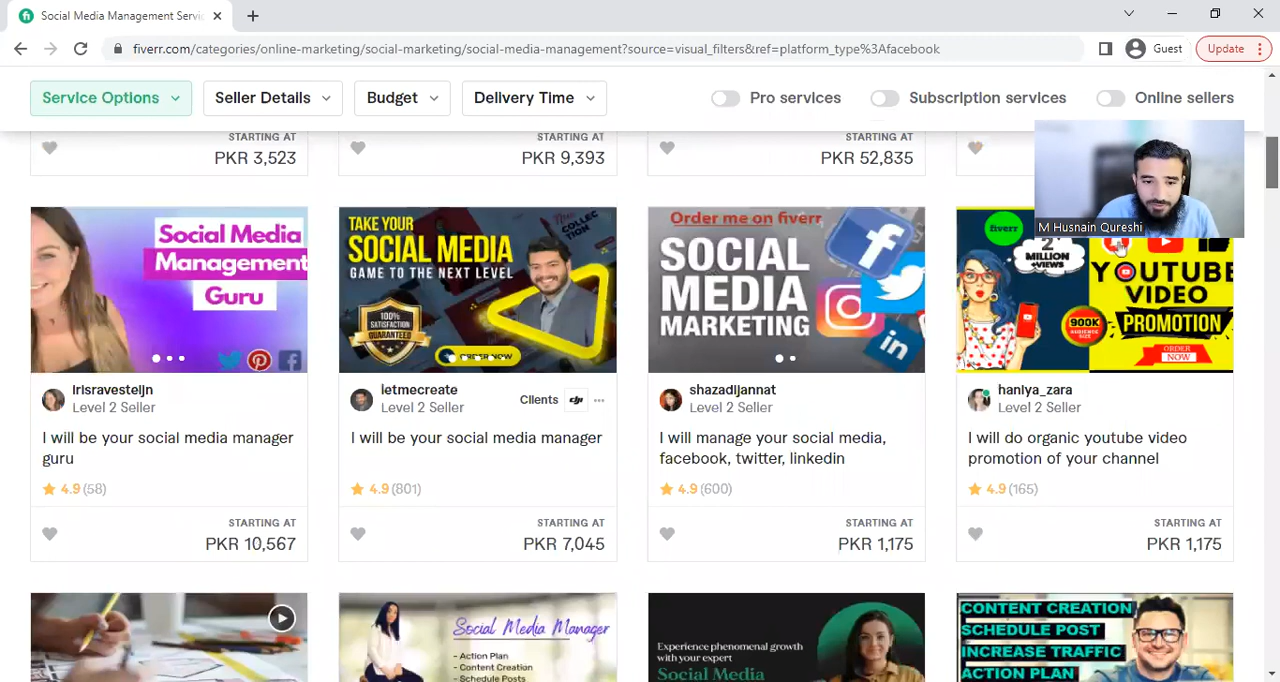 Social Media Management Servic
fiverr.com/categories/online-marketing/social-marketing/social-media-management?source=visual_filters&ref=platform_type%3Afacebook
Guest
Update
Service Options
Seller Details
Budget
Delivery Time
Pro services
Subscription services
Online sellers
STARTING AT
PKR 3,523
STARTING AT
PKR 9,393
STARTING AT
PKR 52,835
M Husnain Qureshi
Social Media
Management
Guru
irisravesteijn
Level 2 Seller
I will be your social media manager
guru
4.9 (58)
STARTING AT
PKR 10,567
TAKE YOUR
SOCIAL MEDIA
GAME TO THE NEXT LEVEL
100%
SATISFACTION
GUARANTEE
ORDER NOW
letmecreate
Level 2 Seller
Clients
dji
I will be your social media manager
4.9 (801)
STARTING AT
PKR 7,045
Order me on fiverr
SOCIAL
MEDIA
MARKETING
shazadijannat
Level 2 Seller
I will manage your social media,
facebook, twitter, linkedin
4.9 (600)
STARTING AT
PKR 1,175
fiverr
2
MILLION
+VIEWS
900K
YOUTUBE
VIDEO
PROMOTION
ORDER
NOW
haniya_zara
Level 2 Seller
I will do organic youtube video
promotion of your channel
4.9 (165)
STARTING AT
PKR 1,175
Social Media Manager
- Action Plan
- Content Creation
- Schedule Posts
Experience phenomenal growth
with your expert
Social Media
CONTENT CREATION
SCHEDULE POST
INCREASE TRAFFIC
ACTION PLAN